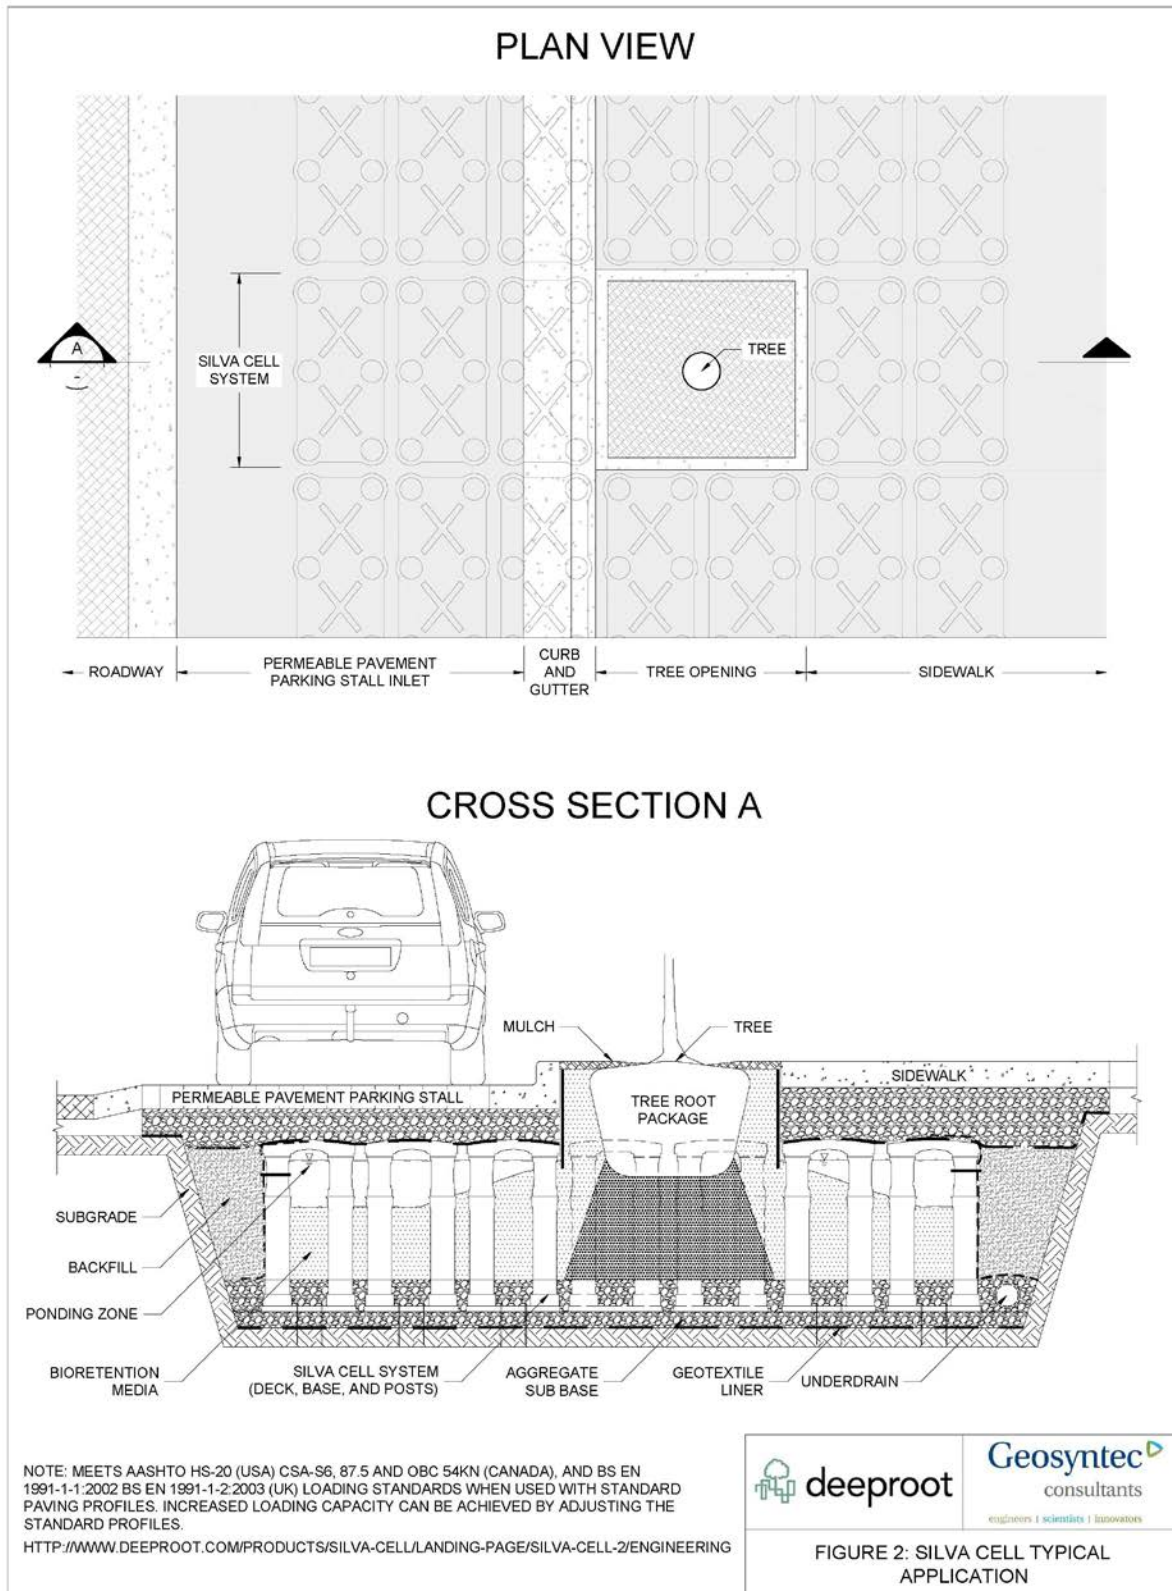 PLAN VIEW
A
-
SILVA CELL
SYSTEM
TREE
ROADWAY
PERMEABLE PAVEMENT
PARKING STALL INLET
CURB
AND
GUTTER
TREE OPENING
SIDEWALK
CROSS SECTION A
MULCH
TREE
PERMEABLE PAVEMENT PARKING STALL
TREE ROOT
PACKAGE
SIDEWALK
SUBGRADE
BACKFILL
PONDING ZONE
BIORETENTION
MEDIA
SILVA CELL SYSTEM
(DECK, BASE, AND POSTS)
AGGREGATE
SUB BASE
GEOTEXTILE
LINER
UNDERDRAIN
NOTE: MEETS AASHTO HS-20 (USA) CSA-S6, 87.5 AND OBC 54KN (CANADA), AND BS EN
1991-1-1:2002 BS EN 1991-1-2:2003 (UK) LOADING STANDARDS WHEN USED WITH STANDARD
PAVING PROFILES. INCREASED LOADING CAPACITY CAN BE ACHIEVED BY ADJUSTING THE
STANDARD PROFILES.
HTTP://WWW.DEEPROOT.COM/PRODUCTS/SILVA-CELL/LANDING-PAGE/SILVA-CELL-2/ENGINEERING
deeproot
Geosyntec
consultants
engineers | scientists | innovators
FIGURE 2: SILVA CELL TYPICAL
APPLICATION